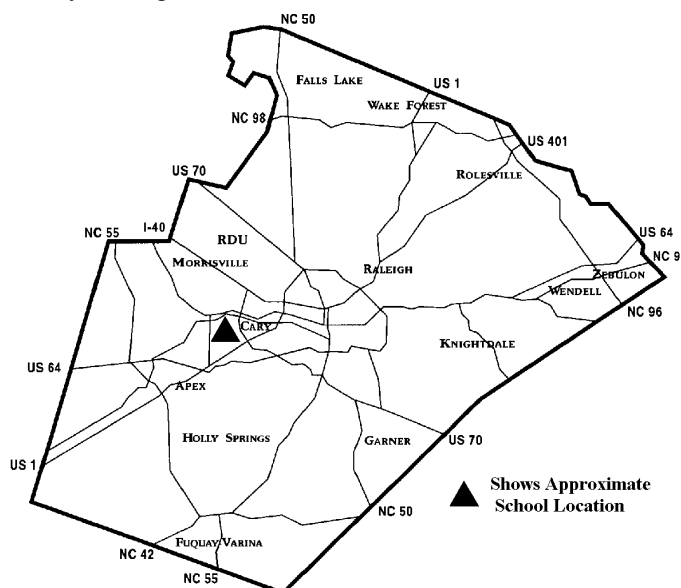 NC 50
FALLS LAKE
US 1
WAKE FOREST
NC 98
US 401
US 70
ROLESVILLE
NC 55
I-40
RDU
US 64
MORRISVILLE
RALEIGH
NC 9
ZEBULON
WENDELL
NC 96
CARY
KNIGHTDALE
US 64
APEX
HOLLY SPRINGS
GARNER
US 70
US 1
Shows Approximate
School Location
NC 50
FUQUAY-VARINA
NC 42
NC 55